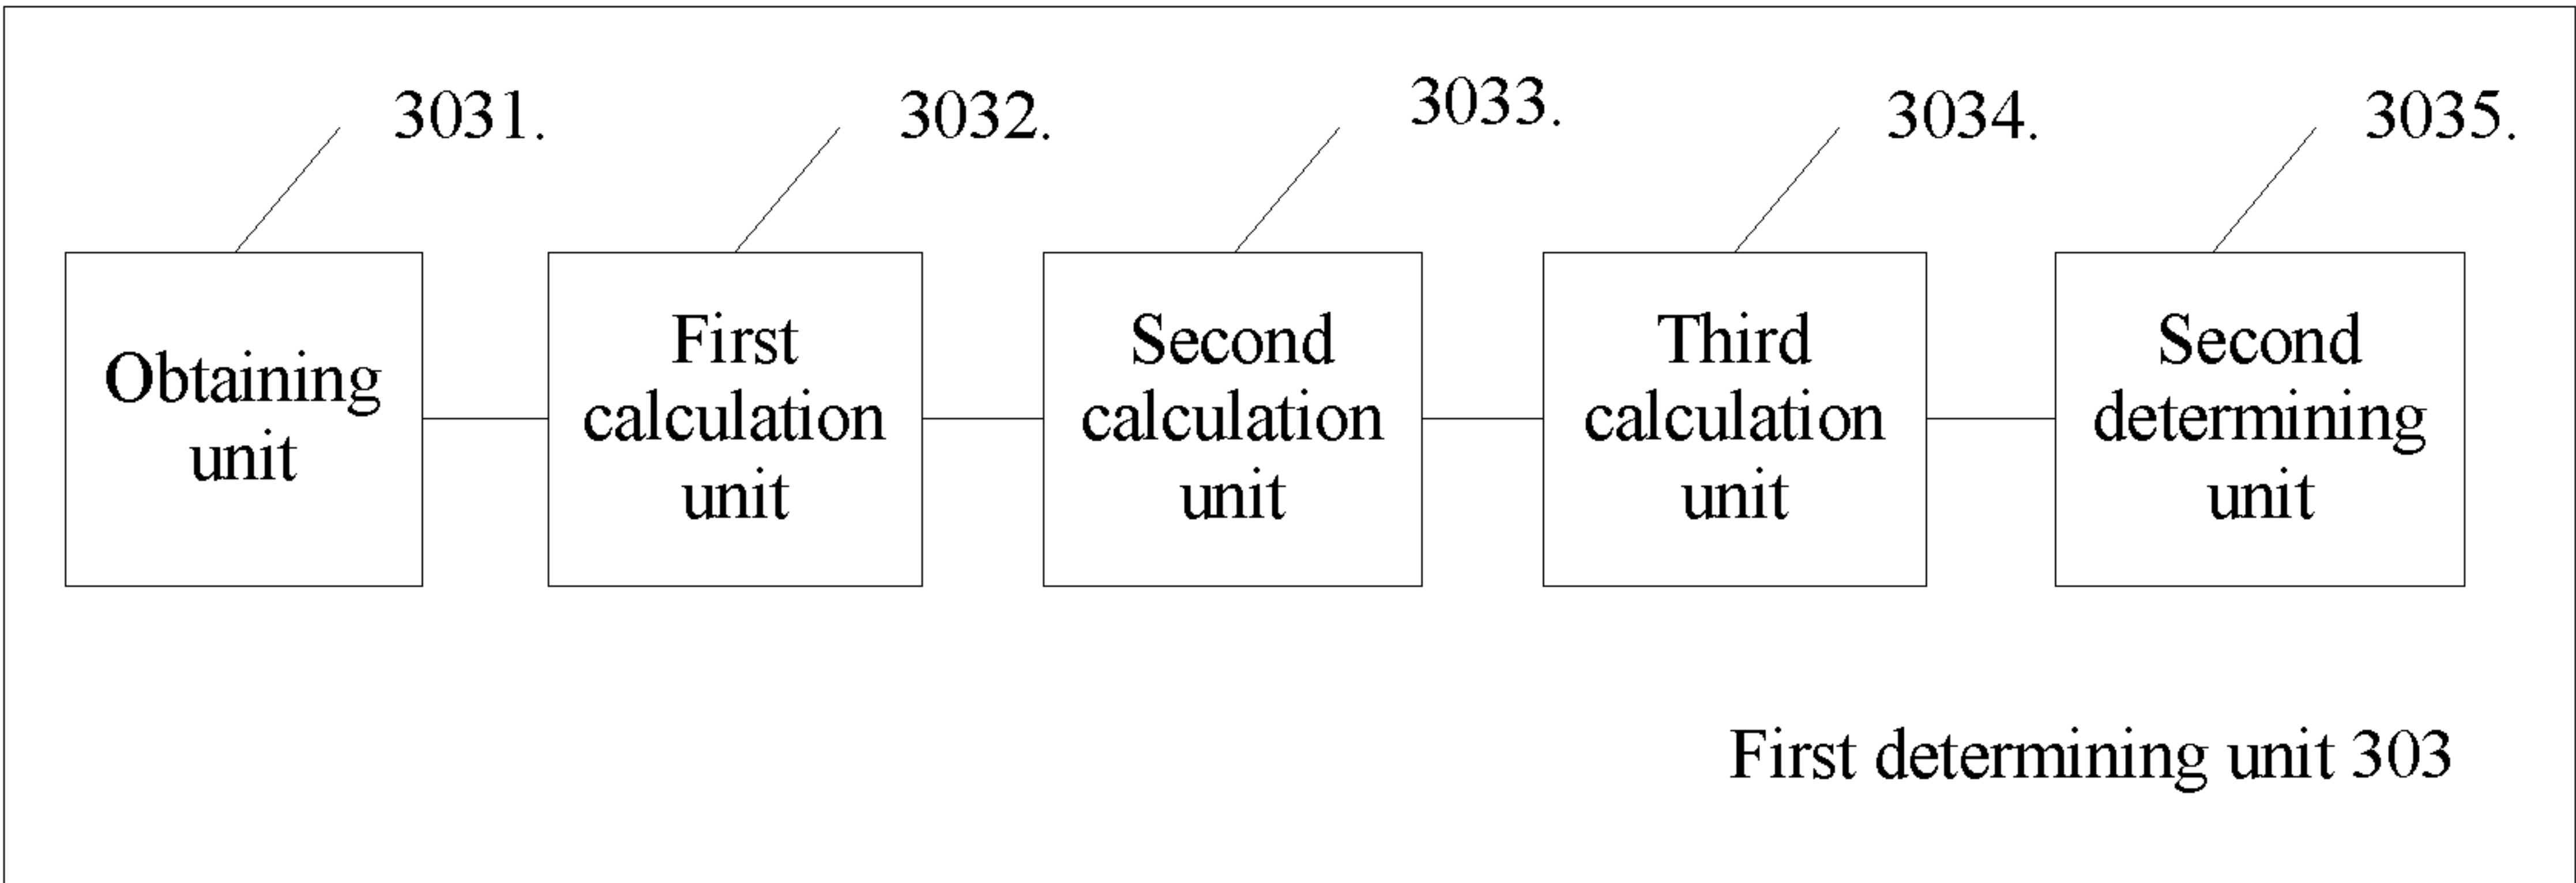 3031.
3032.
3033.
3034.
3035.
Obtaining
unit
First
calculation
unit
Second
calculation
unit
Third
calculation
unit
Second
determining
unit
First determining unit 303